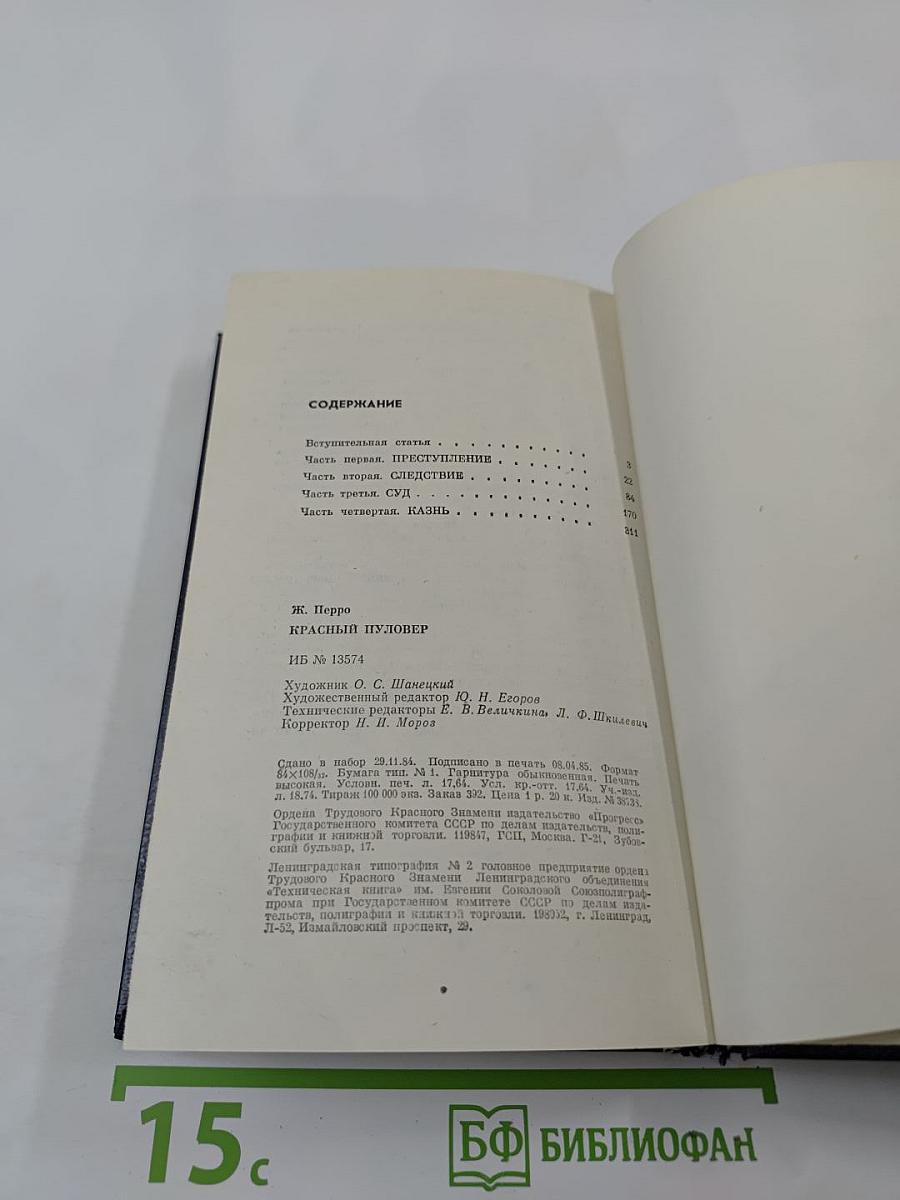 СОДЕРЖАНИЕ
Вступительная статья . . . . . . . . . . 3
Часть первая. ПРЕСТУПЛЕНИЕ . . . . . . 22
Часть вторая. СЛЕДСТВИЕ . . . . . . . . 84
Часть третья. СУД . . . . . . . . . . . 170
Часть четвертая. КАЗНЬ . . . . . . . . . 311
Ж. Перро
КРАСНЫЙ ПУЛОВЕР
ИБ № 13574
Художник О. С. Шанецкий
Художественный редактор Ю. Н. Егоров
Технические редакторы Е. В. Величкина, Л. Ф. Шкилевич
Корректор Н. И. Мороз
Сдано в набор 29.11.84. Подписано в печать 08.04.85. Формат
84×108/32. Бумага тип. № 1. Гарнитура обыкновенная. Печать
высокая. Условн. печ. л. 17,64. Усл. кр.-отт. 17,64. Уч.-изд.
л. 18.74. Тираж 100 000 экз. Заказ 392. Цена 1 р. 20 к. Изд. №
Ордена Трудового Красного Знамени издательство «Прогресс»
Государственного комитета СССР по делам издательств, поли-
графии и книжной торговли. 119847, ГСП, Москва. Г-21, Зубов-
ский бульвар, 17.
Ленинградская типография № 2 головное предприятие ордена
Трудового Красного Знамени Ленинградского объединения
«Техническая книга» им. Евгении Соколовой Союзполиграф-
прома при Государственном комитете СССР по делам изда-
тельств, полиграфии и книжной торговли. 198052, г. Ленинград,
Л-52, Измайловский проспект, 29.
15 с
БФ БИБЛИОФАН